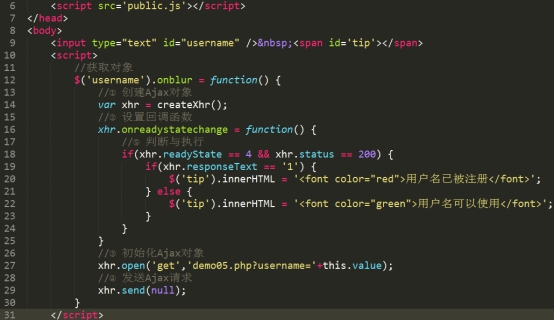 6 <script src='public.js'></script>
7 </head>
8 <body>
9 <input type="text" id="username" />&nbsp;<span id='tip'></span>
10 <script>
11 //获取对象
12 $('username').onblur = function() {
13 //① 创建Ajax对象
14 var xhr = createXhr();
15 //② 设置回调函数
16 xhr.onreadystatechange = function() {
17 //⑤ 判断与执行
18 if(xhr.readyState == 4 && xhr.status == 200) {
19 if(xhr.responseText == '1') {
20 $('tip').innerHTML = '<font color="red">用户名已被注册</font>';
21 } else {
22 $('tip').innerHTML = '<font color="green">用户名可以使用</font>';
23 }
24 }
25 }
26 //③ 初始化Ajax对象
27 xhr.open('get','demo05.php?username='+this.value);
28 //④ 发送Ajax请求
29 xhr.send(null);
30 }
31 </script>